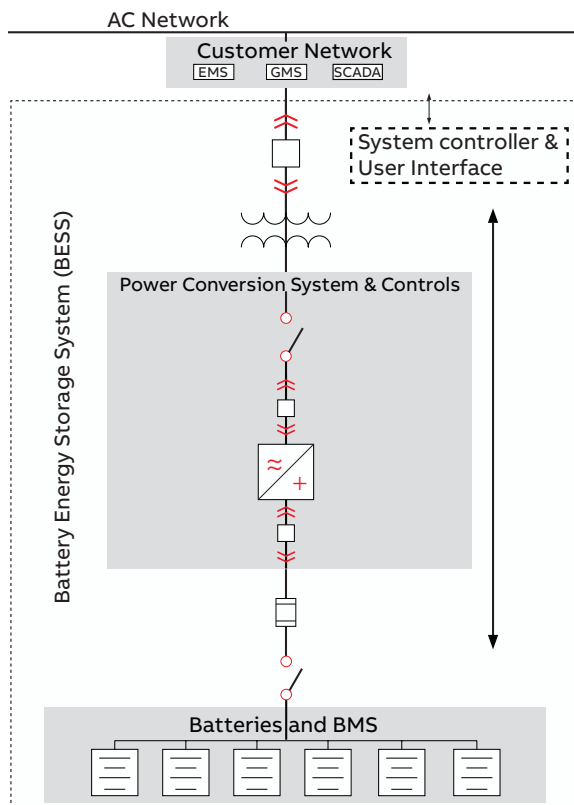 AC Network
Customer Network
EMS
GMS
SCADA
System controller &
User Interface
Battery Energy Storage System (BESS)
Power Conversion System & Controls
Batteries and BMS